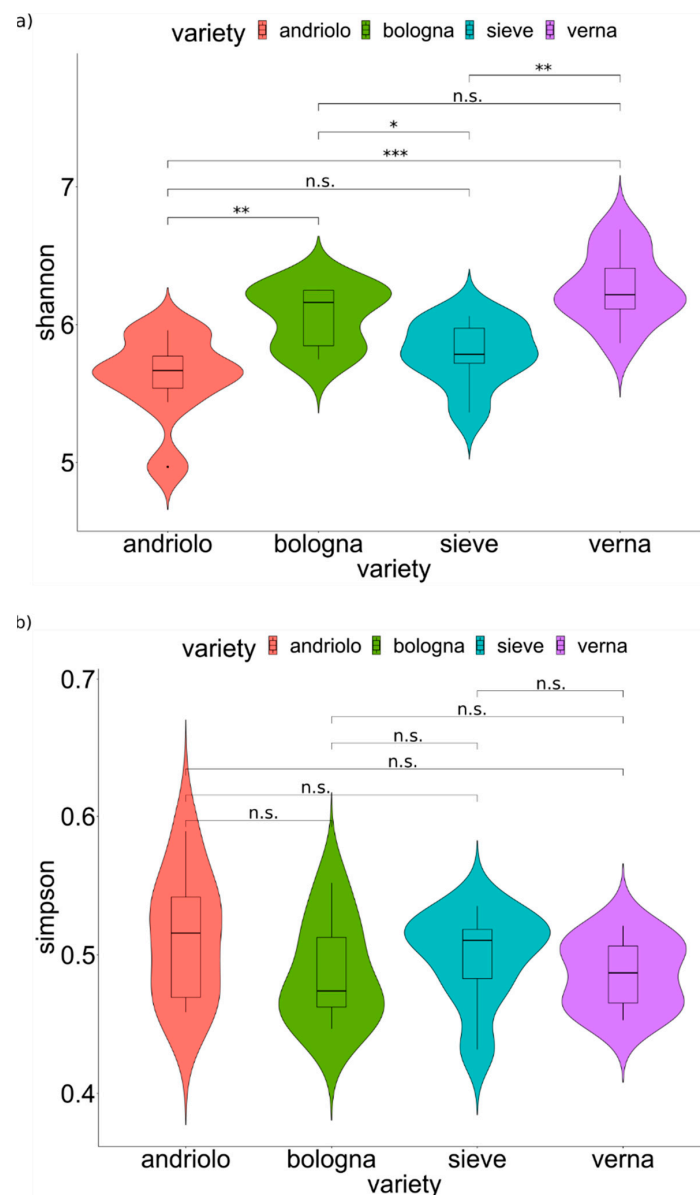 a)
variety andriolo bologna sieve verna
**
n.s.
*
***
n.s.
**
7
6
5
shannon
andriolo bologna sieve verna
variety
b)
variety andriolo bologna sieve verna
0.7
n.s.
n.s.
n.s.
n.s.
n.s.
n.s.
0.6
0.5
0.4
simpson
andriolo bologna sieve verna
variety